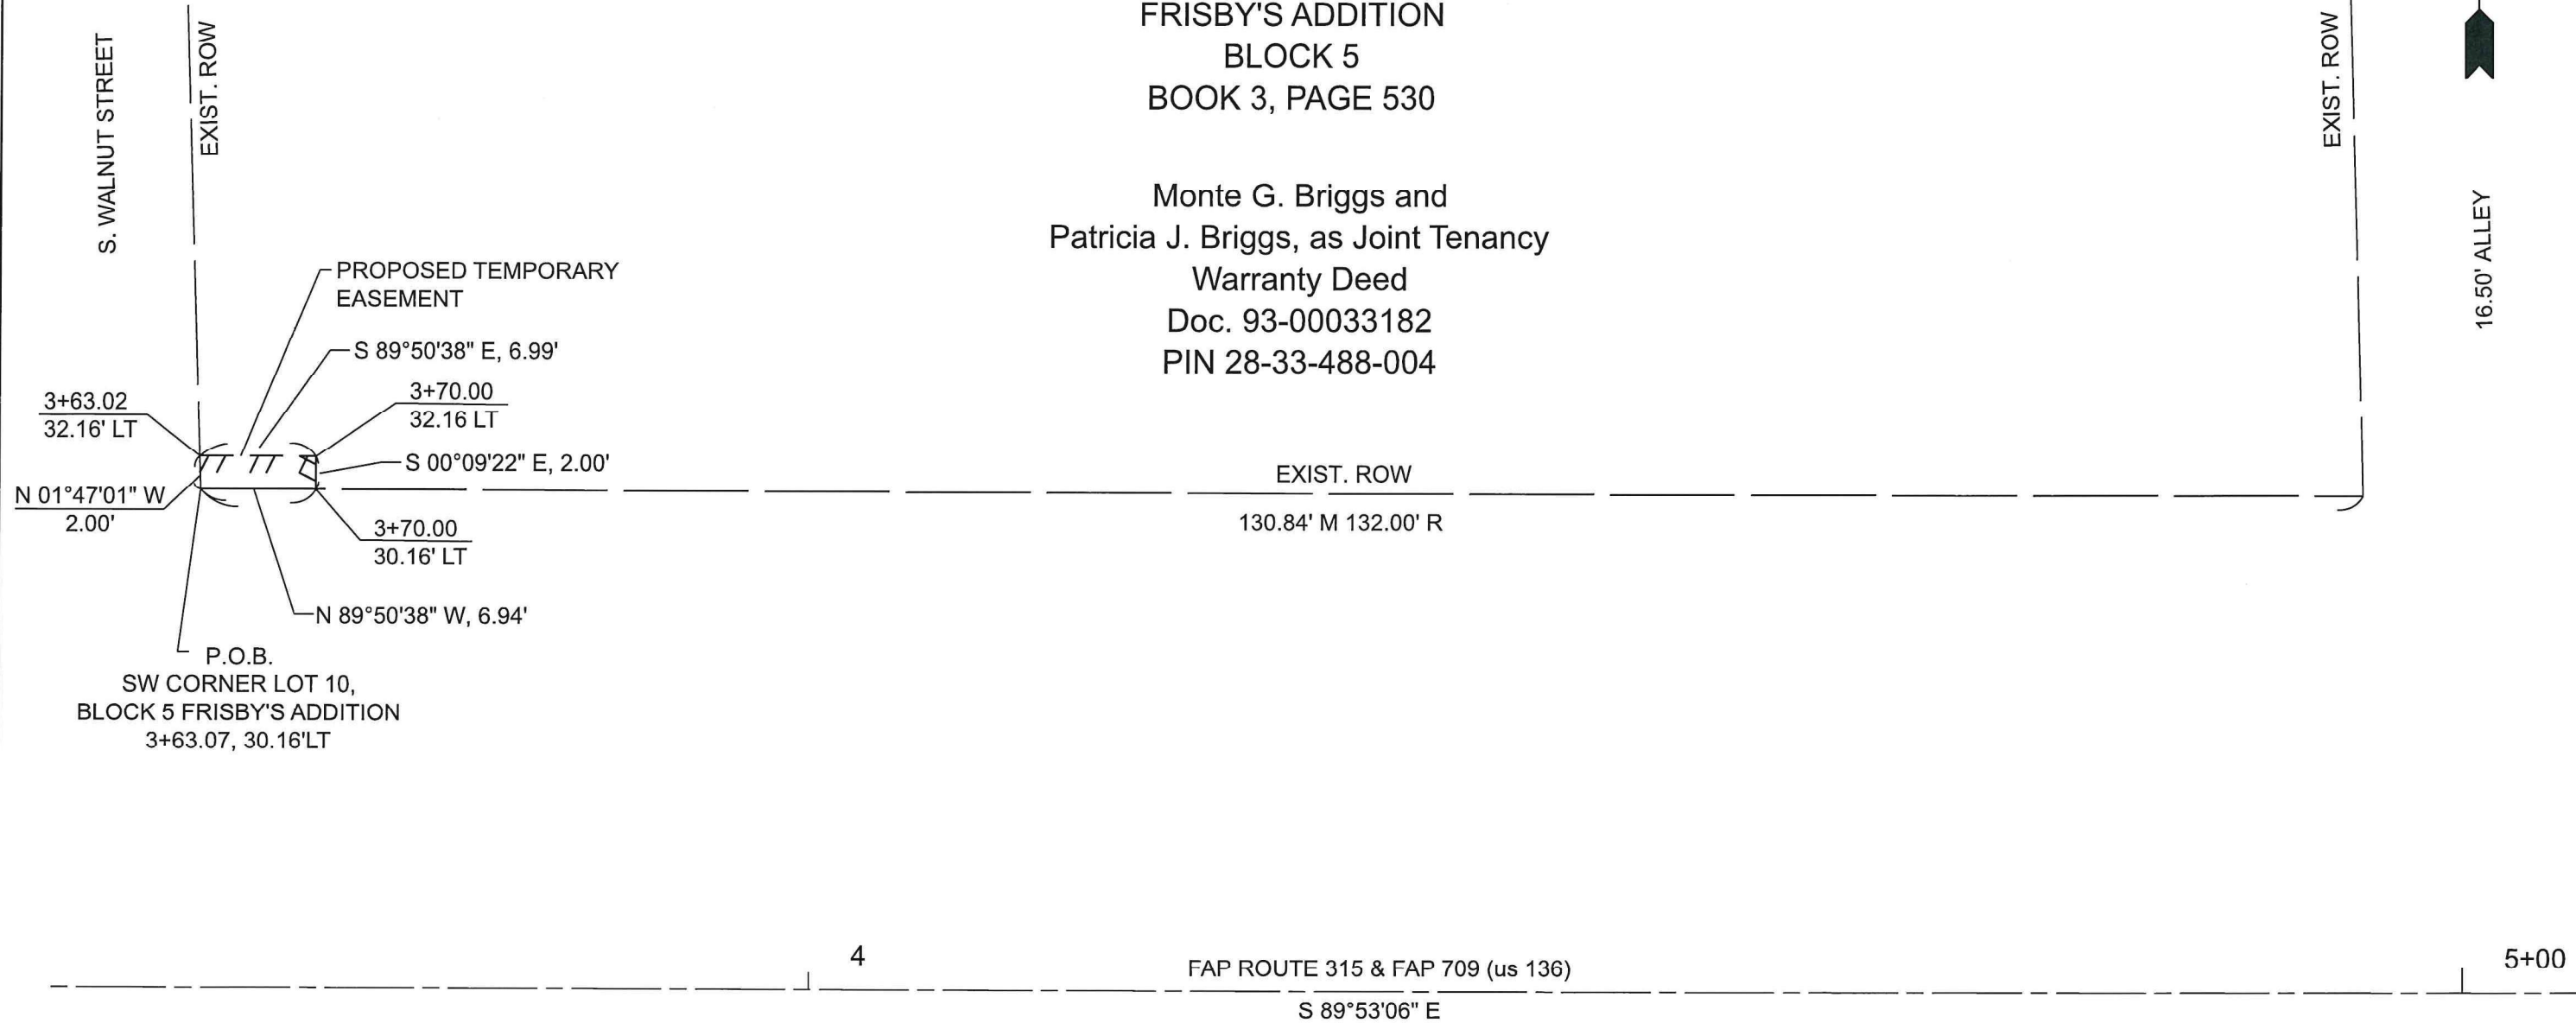 FRISBY'S ADDITION
BLOCK 5
BOOK 3, PAGE 530
Monte G. Briggs and
Patricia J. Briggs, as Joint Tenancy
Warranty Deed
Doc. 93-00033182
PIN 28-33-488-004
S. WALNUT STREET
EXIST. ROW
EXIST. ROW
16.50' ALLEY
PROPOSED TEMPORARY
EASEMENT
S 89°50'38" E, 6.99'
3+63.02
32.16' LT
3+70.00
32.16 LT
S 00°09'22" E, 2.00'
N 01°47'01" W
2.00'
3+70.00
30.16' LT
N 89°50'38" W, 6.94'
EXIST. ROW
130.84' M 132.00' R
P.O.B.
SW CORNER LOT 10,
BLOCK 5 FRISBY'S ADDITION
3+63.07, 30.16'LT
4
FAP ROUTE 315 & FAP 709 (us 136)
5+00
S 89°53'06" E